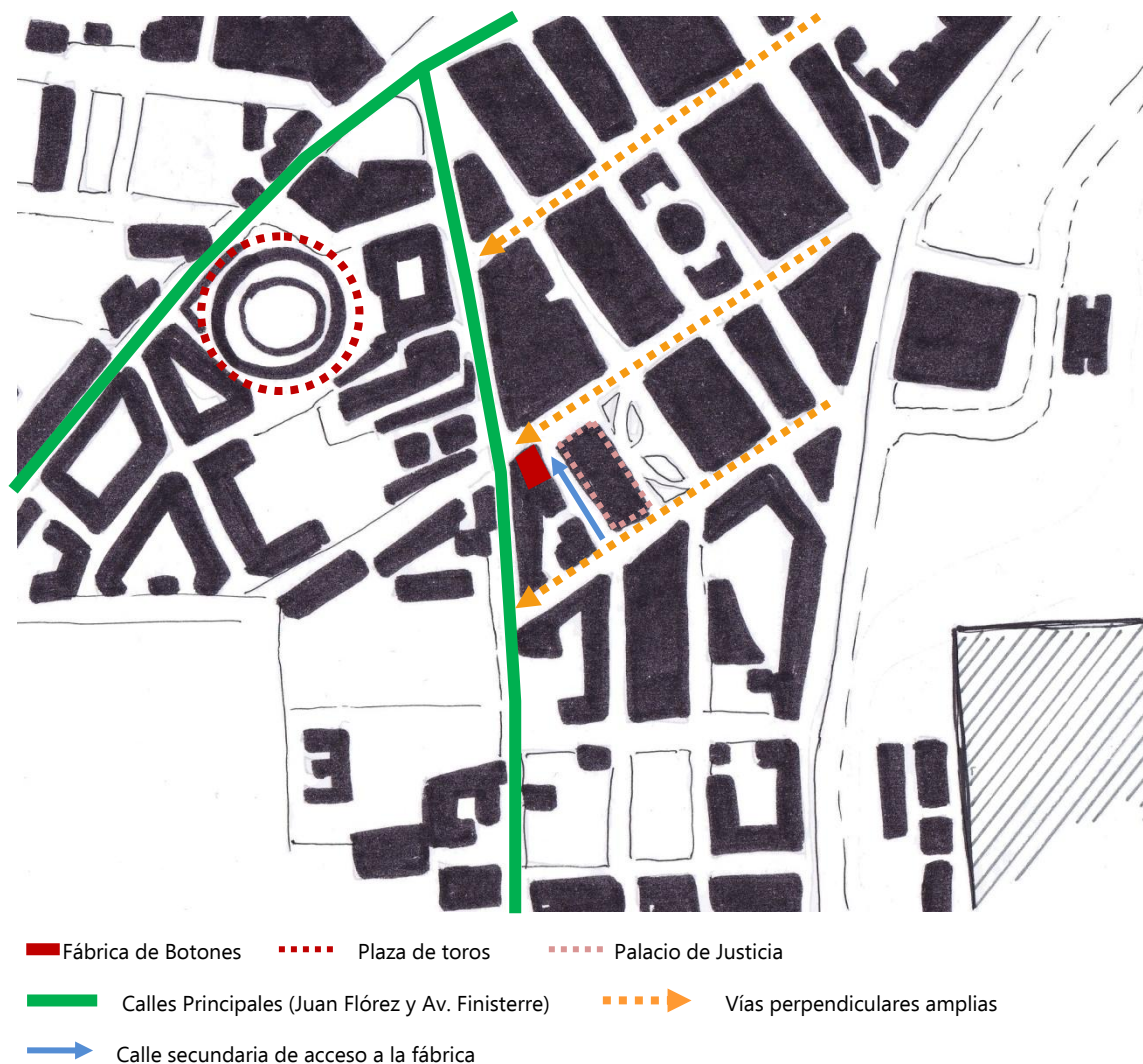 Fábrica de Botones Plaza de toros Palacio de Justicia
Calles Principales (Juan Flórez y Av. Finisterre) Vías perpendiculares amplias
Calle secundaria de acceso a la fábrica